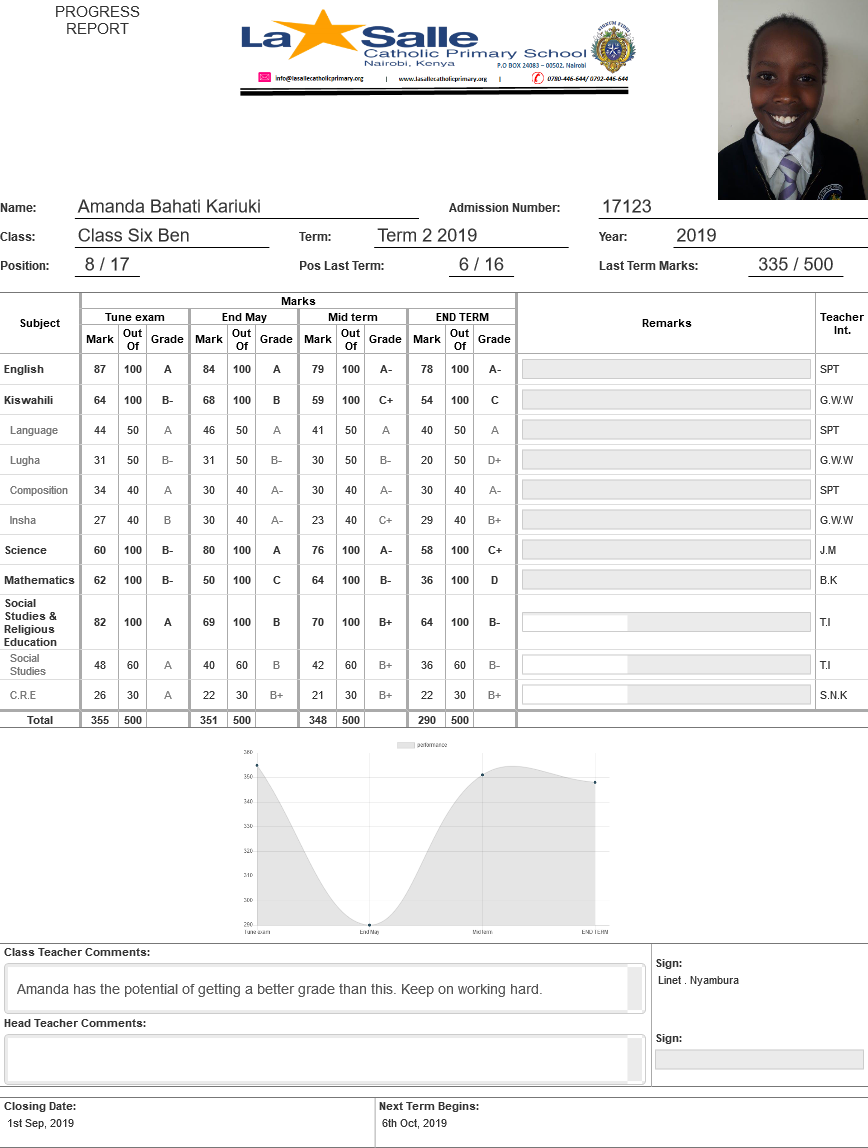 PROGRESS
REPORT
La Salle
Catholic Primary School
Nairobi, Kenya
P.O BOX 24083 – 00502, Nairobi
info@lasallecatholicprimary.org | www.lasallecatholicprimary.org | 0780-446-644/ 0792-446-644
Name: Amanda Bahati Kariuki Admission Number: 17123
Class: Class Six Ben Term: Term 2 2019 Year: 2019
Position: 8 / 17 Pos Last Term: 6 / 16 Last Term Marks: 335 / 500
Subject Marks Remarks Teacher Int.
Tune exam End May Mid term END TERM
Mark Out Of Grade Mark Out Of Grade Mark Out Of Grade Mark Out Of Grade
English 87 100 A 84 100 A 79 100 A- 78 100 A- SPT
Kiswahili 64 100 B- 68 100 B 59 100 C+ 54 100 C G.W.W
Language 44 50 A 46 50 A 41 50 A 40 50 A SPT
Lugha 31 50 B- 31 50 B- 30 50 B- 20 50 D+ G.W.W
Composition 34 40 A 30 40 A- 30 40 A- 30 40 A- SPT
Insha 27 40 B 30 40 A- 23 40 C+ 29 40 B+ G.W.W
Science 60 100 B- 80 100 A 76 100 A- 58 100 C+ J.M
Mathematics 62 100 B- 50 100 C 64 100 B- 36 100 D B.K
Social Studies & Religious Education 82 100 A 69 100 B 70 100 B+ 64 100 B- T.I
Social Studies 48 60 A 40 60 B 42 60 B+ 36 60 B- T.I
C.R.E 26 30 A 22 30 B+ 21 30 B+ 22 30 B+ S.N.K
Total 355 500 351 500 348 500 290 500
performance
360
350
340
330
320
310
300
290
Tune exam End May Mid term END TERM
Class Teacher Comments:
Amanda has the potential of getting a better grade than this. Keep on working hard.
Sign:
Linet . Nyambura
Head Teacher Comments:
Sign:
Closing Date: Next Term Begins:
1st Sep, 2019 6th Oct, 2019